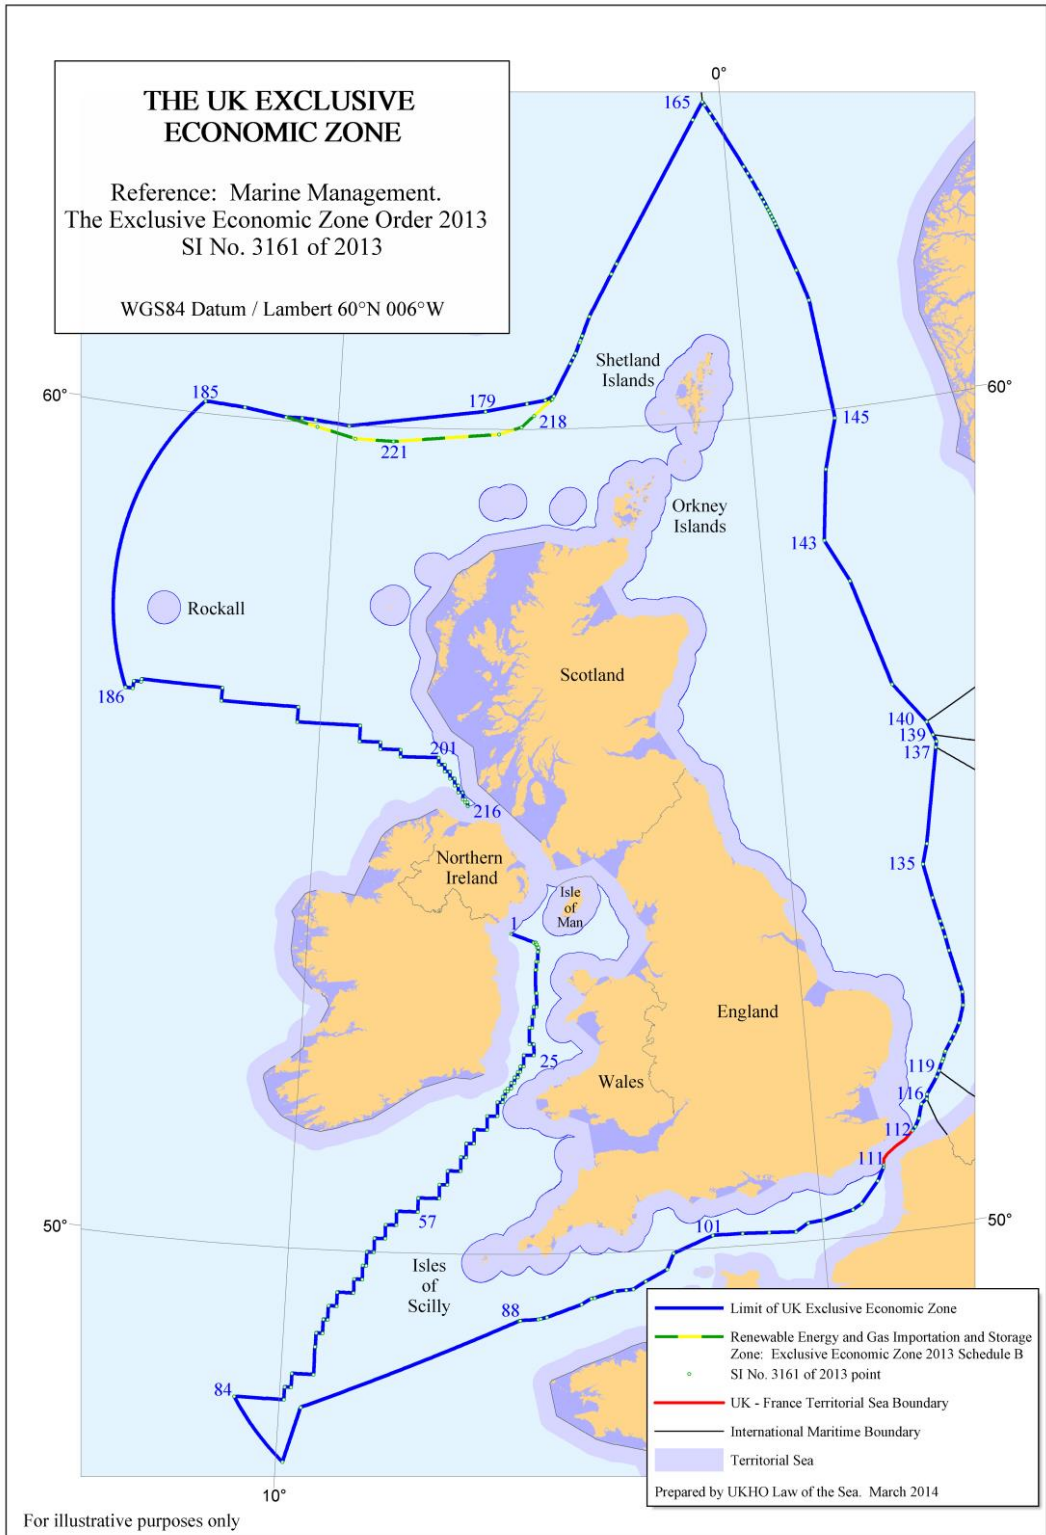 THE UK EXCLUSIVE
ECONOMIC ZONE
Reference: Marine Management.
The Exclusive Economic Zone Order 2013
SI No. 3161 of 2013
WGS84 Datum / Lambert 60°N 006°W
0°
165
Shetland
Islands
60°
185
179
218
221
60°
145
Orkney
Islands
143
Rockall
Scotland
186
140
139
137
201
216
Northern
Ireland
135
Isle
of
Man
1
England
25
Wales
119
116
112
111
57
50°
101
50°
Isles
of
Scilly
88
84
10°
Limit of UK Exclusive Economic Zone
Renewable Energy and Gas Importation and Storage
Zone: Exclusive Economic Zone 2013 Schedule B
SI No. 3161 of 2013 point
UK - France Territorial Sea Boundary
International Maritime Boundary
Territorial Sea
Prepared by UKHO Law of the Sea. March 2014
For illustrative purposes only